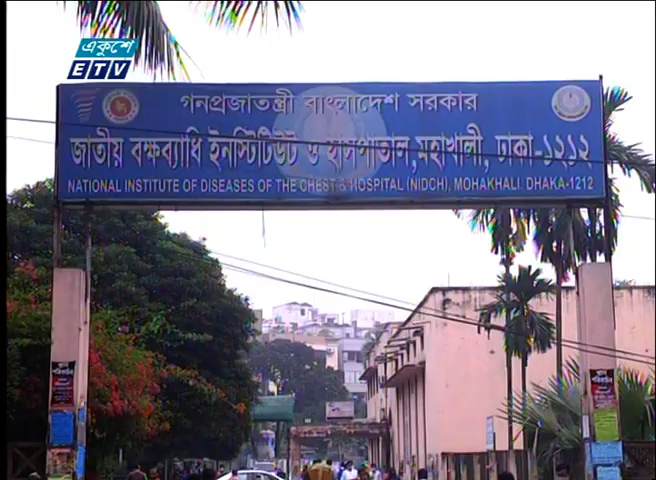 একুশে
ETV
গনপ্রজাতন্ত্রী বাংলাদেশ সরকার
জাতীয় বক্ষব্যাধি ইনস্টিটিউট ও হাসপাতাল, মহাখালী, ঢাকা-১২১২
NATIONAL INSTITUTE OF DISEASES OF THE CHEST & HOSPITAL (NIDCH), MOHAKHALI, DHAKA-1212